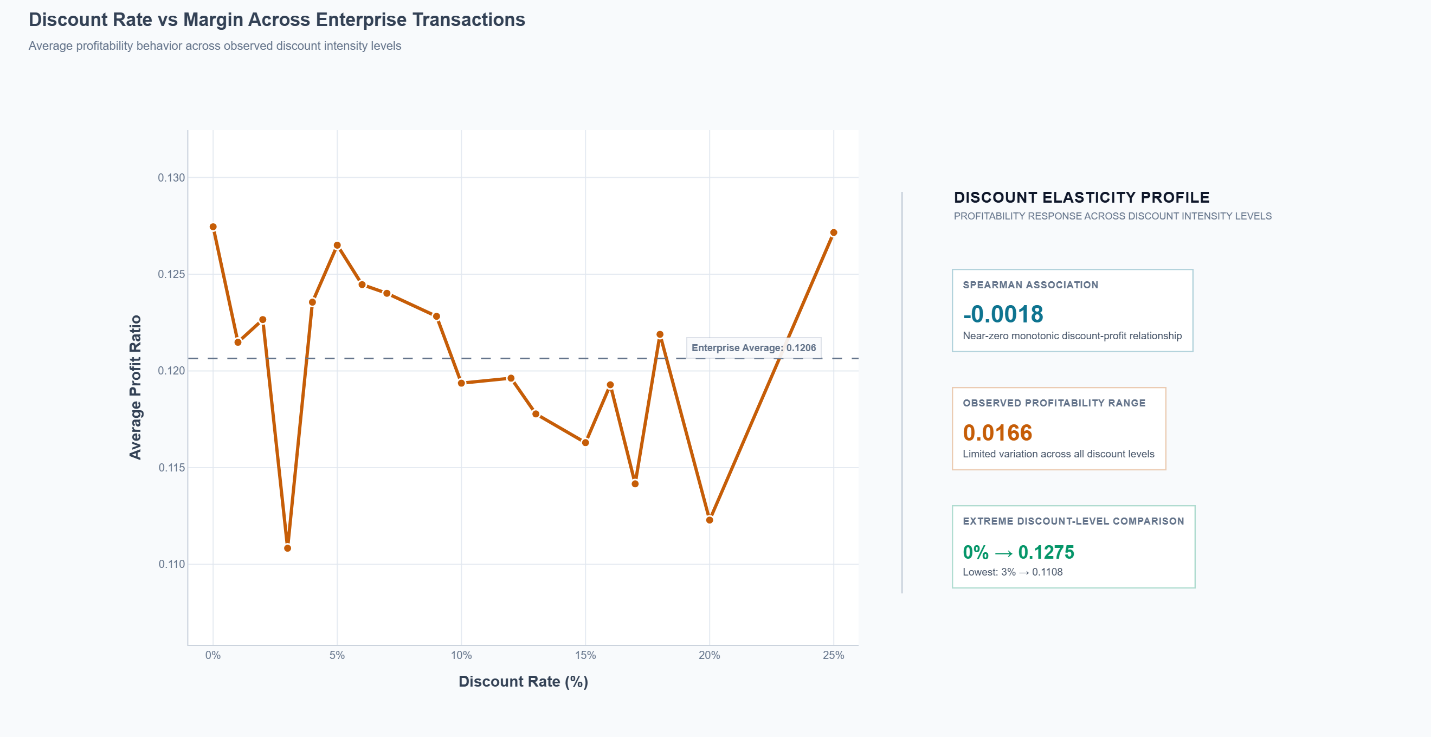 Discount Rate vs Margin Across Enterprise Transactions
Average profitability behavior across observed discount intensity levels
Average Profit Ratio
0.130
0.125
0.120
0.115
0.110
Enterprise Average: 0.1206
0%
5%
10%
15%
20%
25%
Discount Rate (%)
DISCOUNT ELASTICITY PROFILE
PROFITABILITY RESPONSE ACROSS DISCOUNT INTENSITY LEVELS
SPEARMAN ASSOCIATION
-0.0018
Near-zero monotonic discount-profit relationship
OBSERVED PROFITABILITY RANGE
0.0166
Limited variation across all discount levels
EXTREME DISCOUNT-LEVEL COMPARISON
0% → 0.1275
Lowest: 3% → 0.1108